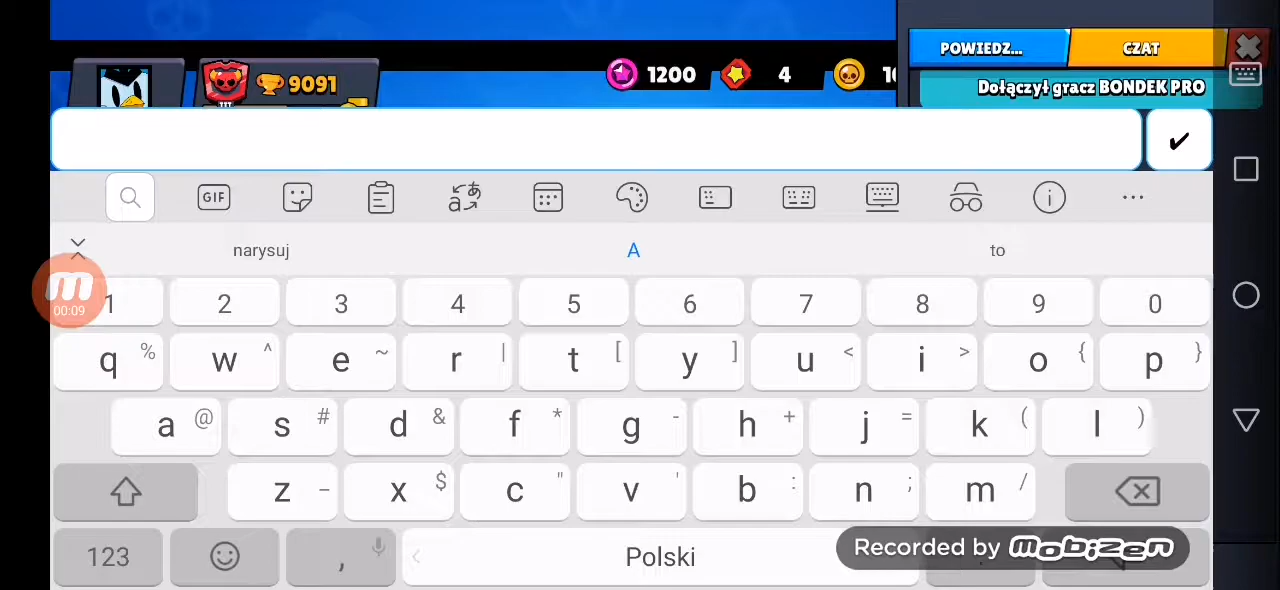 POWIEDZ... CZAT
9091 1200 4
Dołączył gracz BONDEK PRO
✔
GIF
narysuj A to
m
00:09
1 2 3 4 5 6 7 8 9 0
q % w ^ e ~ r | t [ y ] u < i > o { p }
a @ s # d & f * g - h + j = k ( l )
z _ x $ c " v ' b : n ; m /
123 , Polski .
Recorded by mobizen